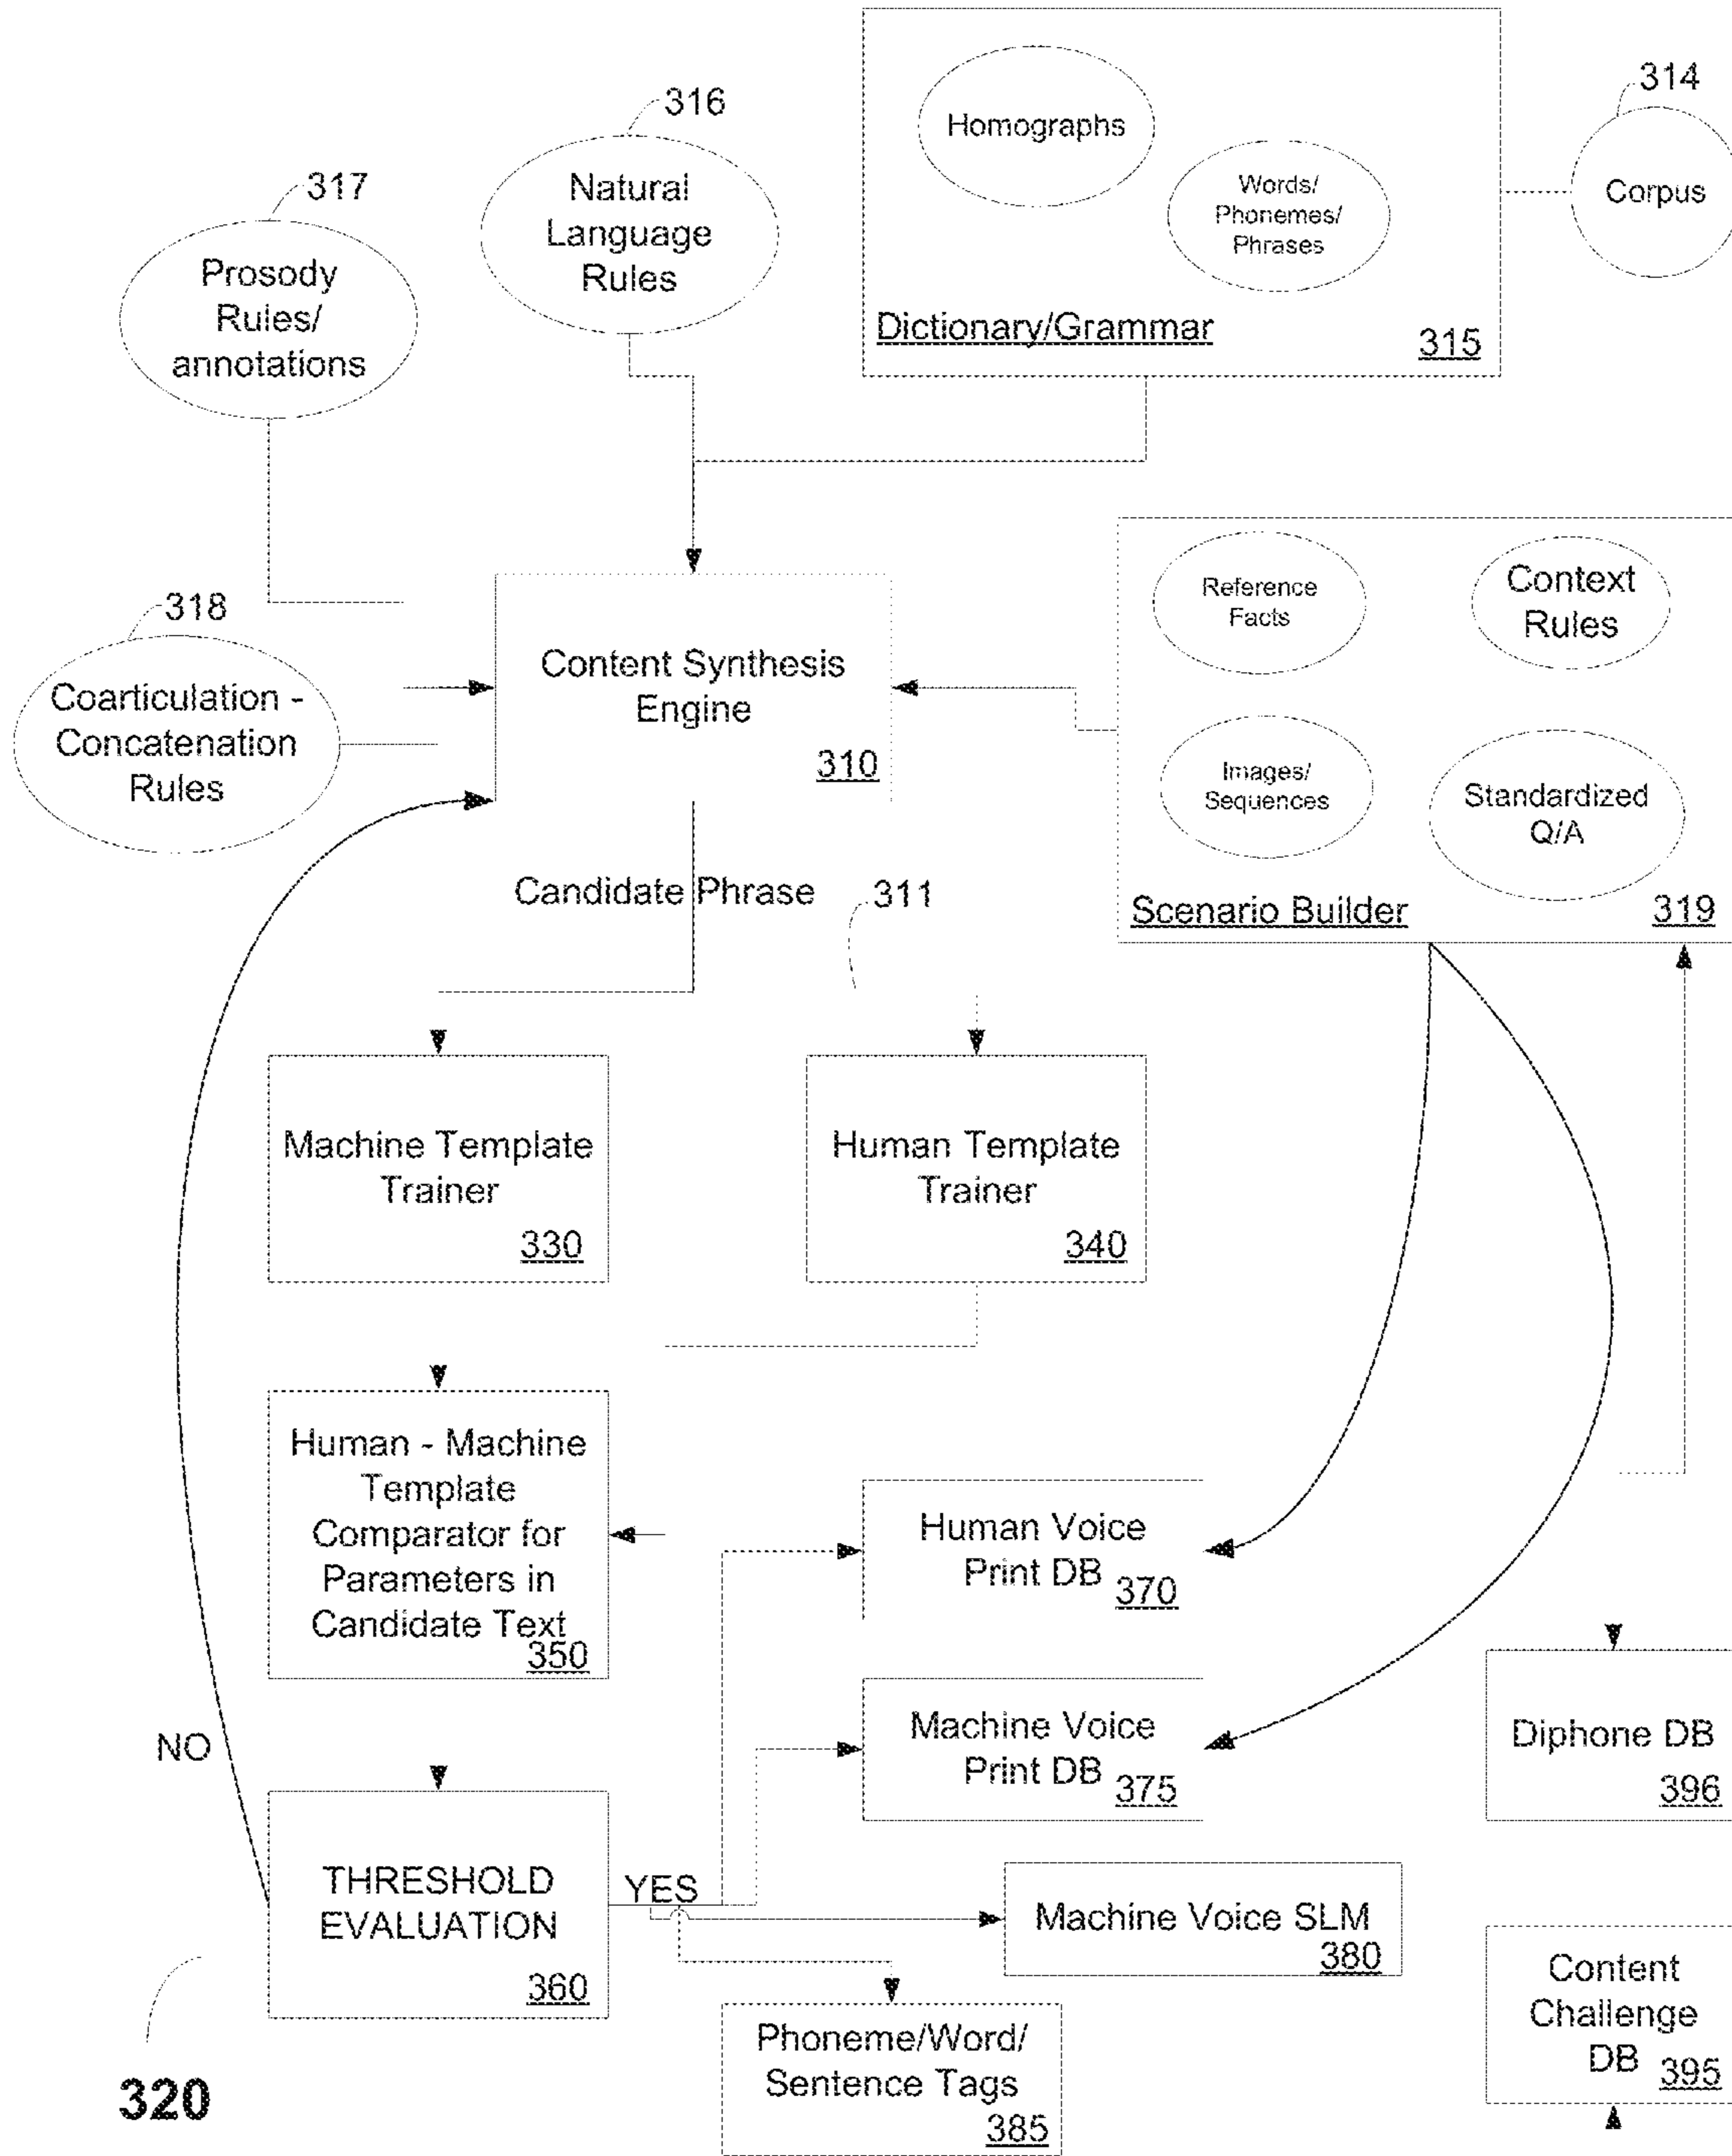 314
316
Homographs
317
Natural
Language
Rules
Words/
Phonemes/
Phrases
Corpus
Prosody
Rules/
annotations
Dictionary/Grammar
315
318
Reference
Facts
Context
Rules
Coarticulation -
Concatenation
Rules
Content Synthesis
Engine
310
Images/
Sequences
Standardized
Q/A
Scenario Builder
319
Candidate Phrase
311
Machine Template
Trainer
330
Human Template
Trainer
340
Human - Machine
Template
Comparator for
Parameters in
Candidate Text
350
Human Voice
Print DB
370
Machine Voice
Print DB
375
Diphone DB
396
NO
THRESHOLD
EVALUATION
360
YES
Machine Voice SLM
380
Content
Challenge
DB
395
Phoneme/Word/
Sentence Tags
385
320